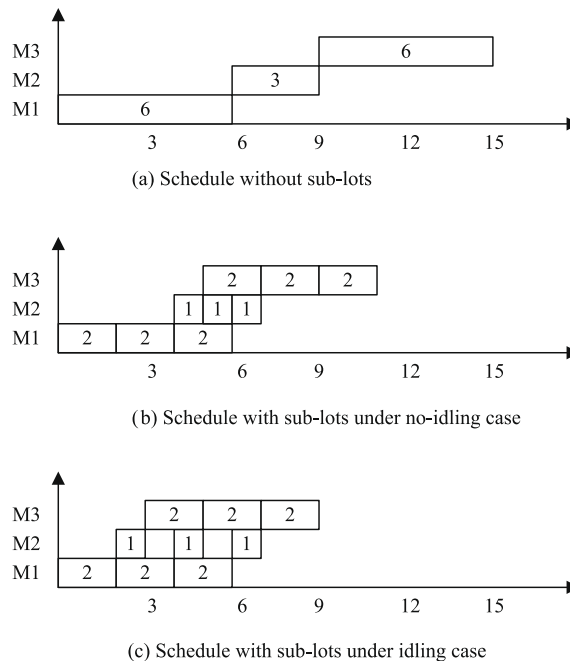 M3 6
M2 3
M1 6
3 6 9 12 15
(a) Schedule without sub-lots
M3 2 2 2
M2 1 1 1
M1 2 2 2
3 6 9 12 15
(b) Schedule with sub-lots under no-idling case
M3 2 2 2
M2 1 1 1
M1 2 2 2
3 6 9 12 15
(c) Schedule with sub-lots under idling case